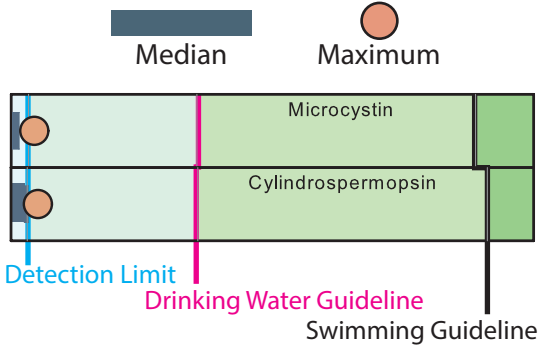 Median
Maximum
Microcystin
Cylindrospermopsin
Detection Limit
Drinking Water Guideline
Swimming Guideline